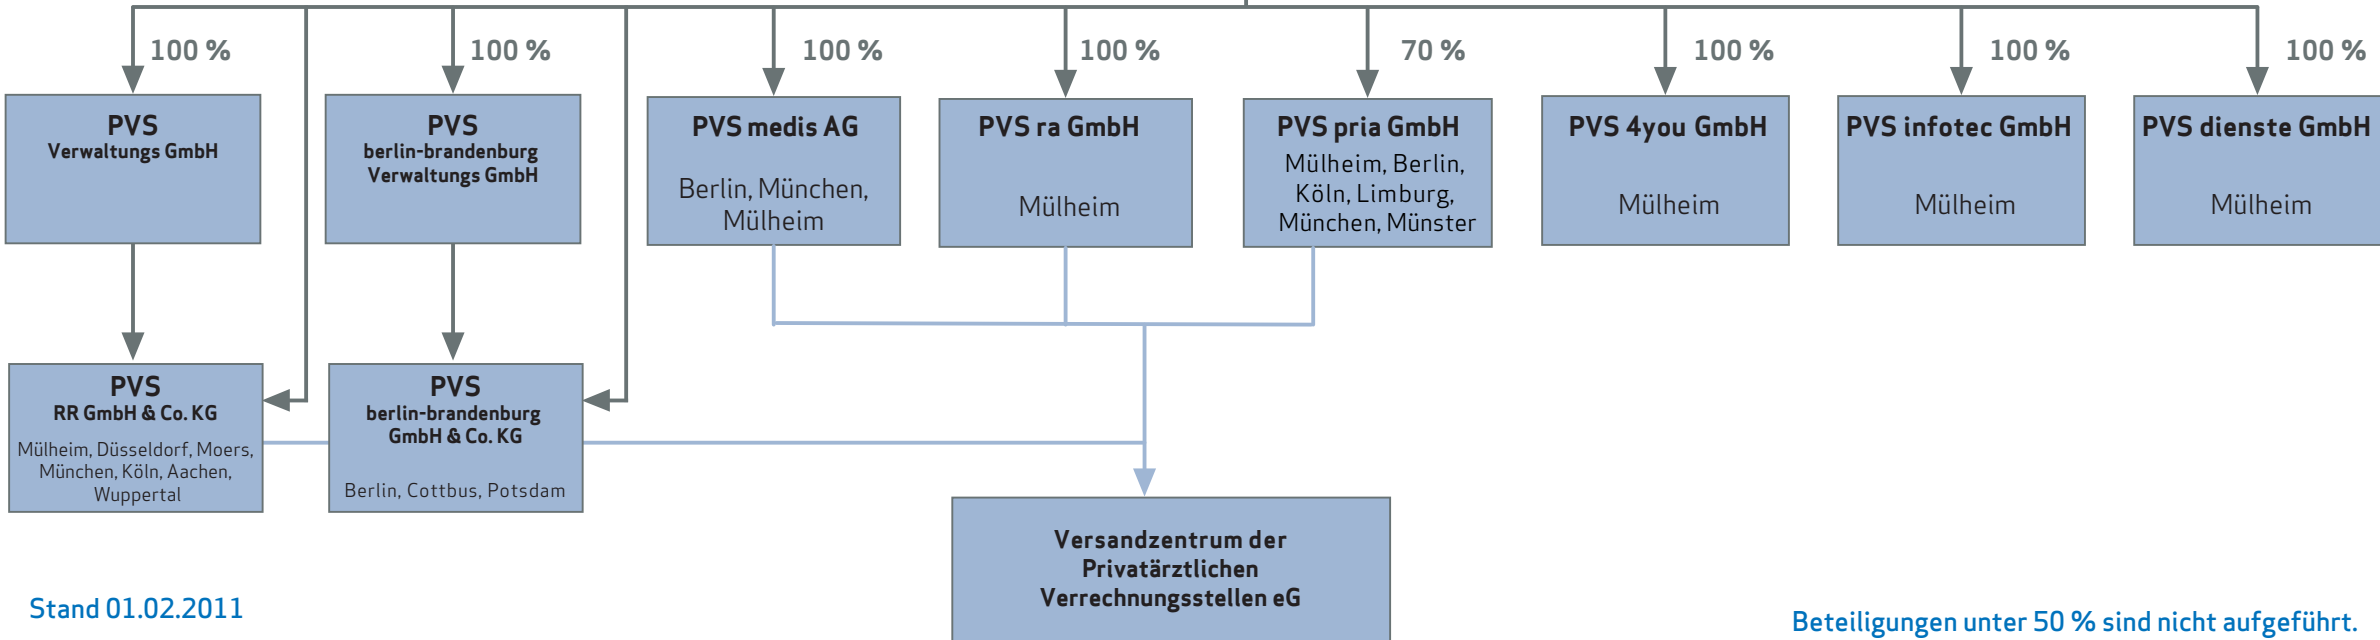 100 %
100 %
100 %
100 %
70 %
100 %
100 %
100 %
PVS
Verwaltungs GmbH
PVS
berlin-brandenburg
Verwaltungs GmbH
PVS medis AG
Berlin, München,
Mülheim
PVS ra GmbH
Mülheim
PVS pria GmbH
Mülheim, Berlin,
Köln, Limburg,
München, Münster
PVS 4you GmbH
Mülheim
PVS infotec GmbH
Mülheim
PVS dienste GmbH
Mülheim
PVS
RR GmbH & Co. KG
Mülheim, Düsseldorf, Moers,
München, Köln, Aachen,
Wuppertal
PVS
berlin-brandenburg
GmbH & Co. KG
Berlin, Cottbus, Potsdam
Versandzentrum der
Privatärztlichen
Verrechnungsstellen eG
Stand 01.02.2011
Beteiligungen unter 50 % sind nicht aufgeführt.